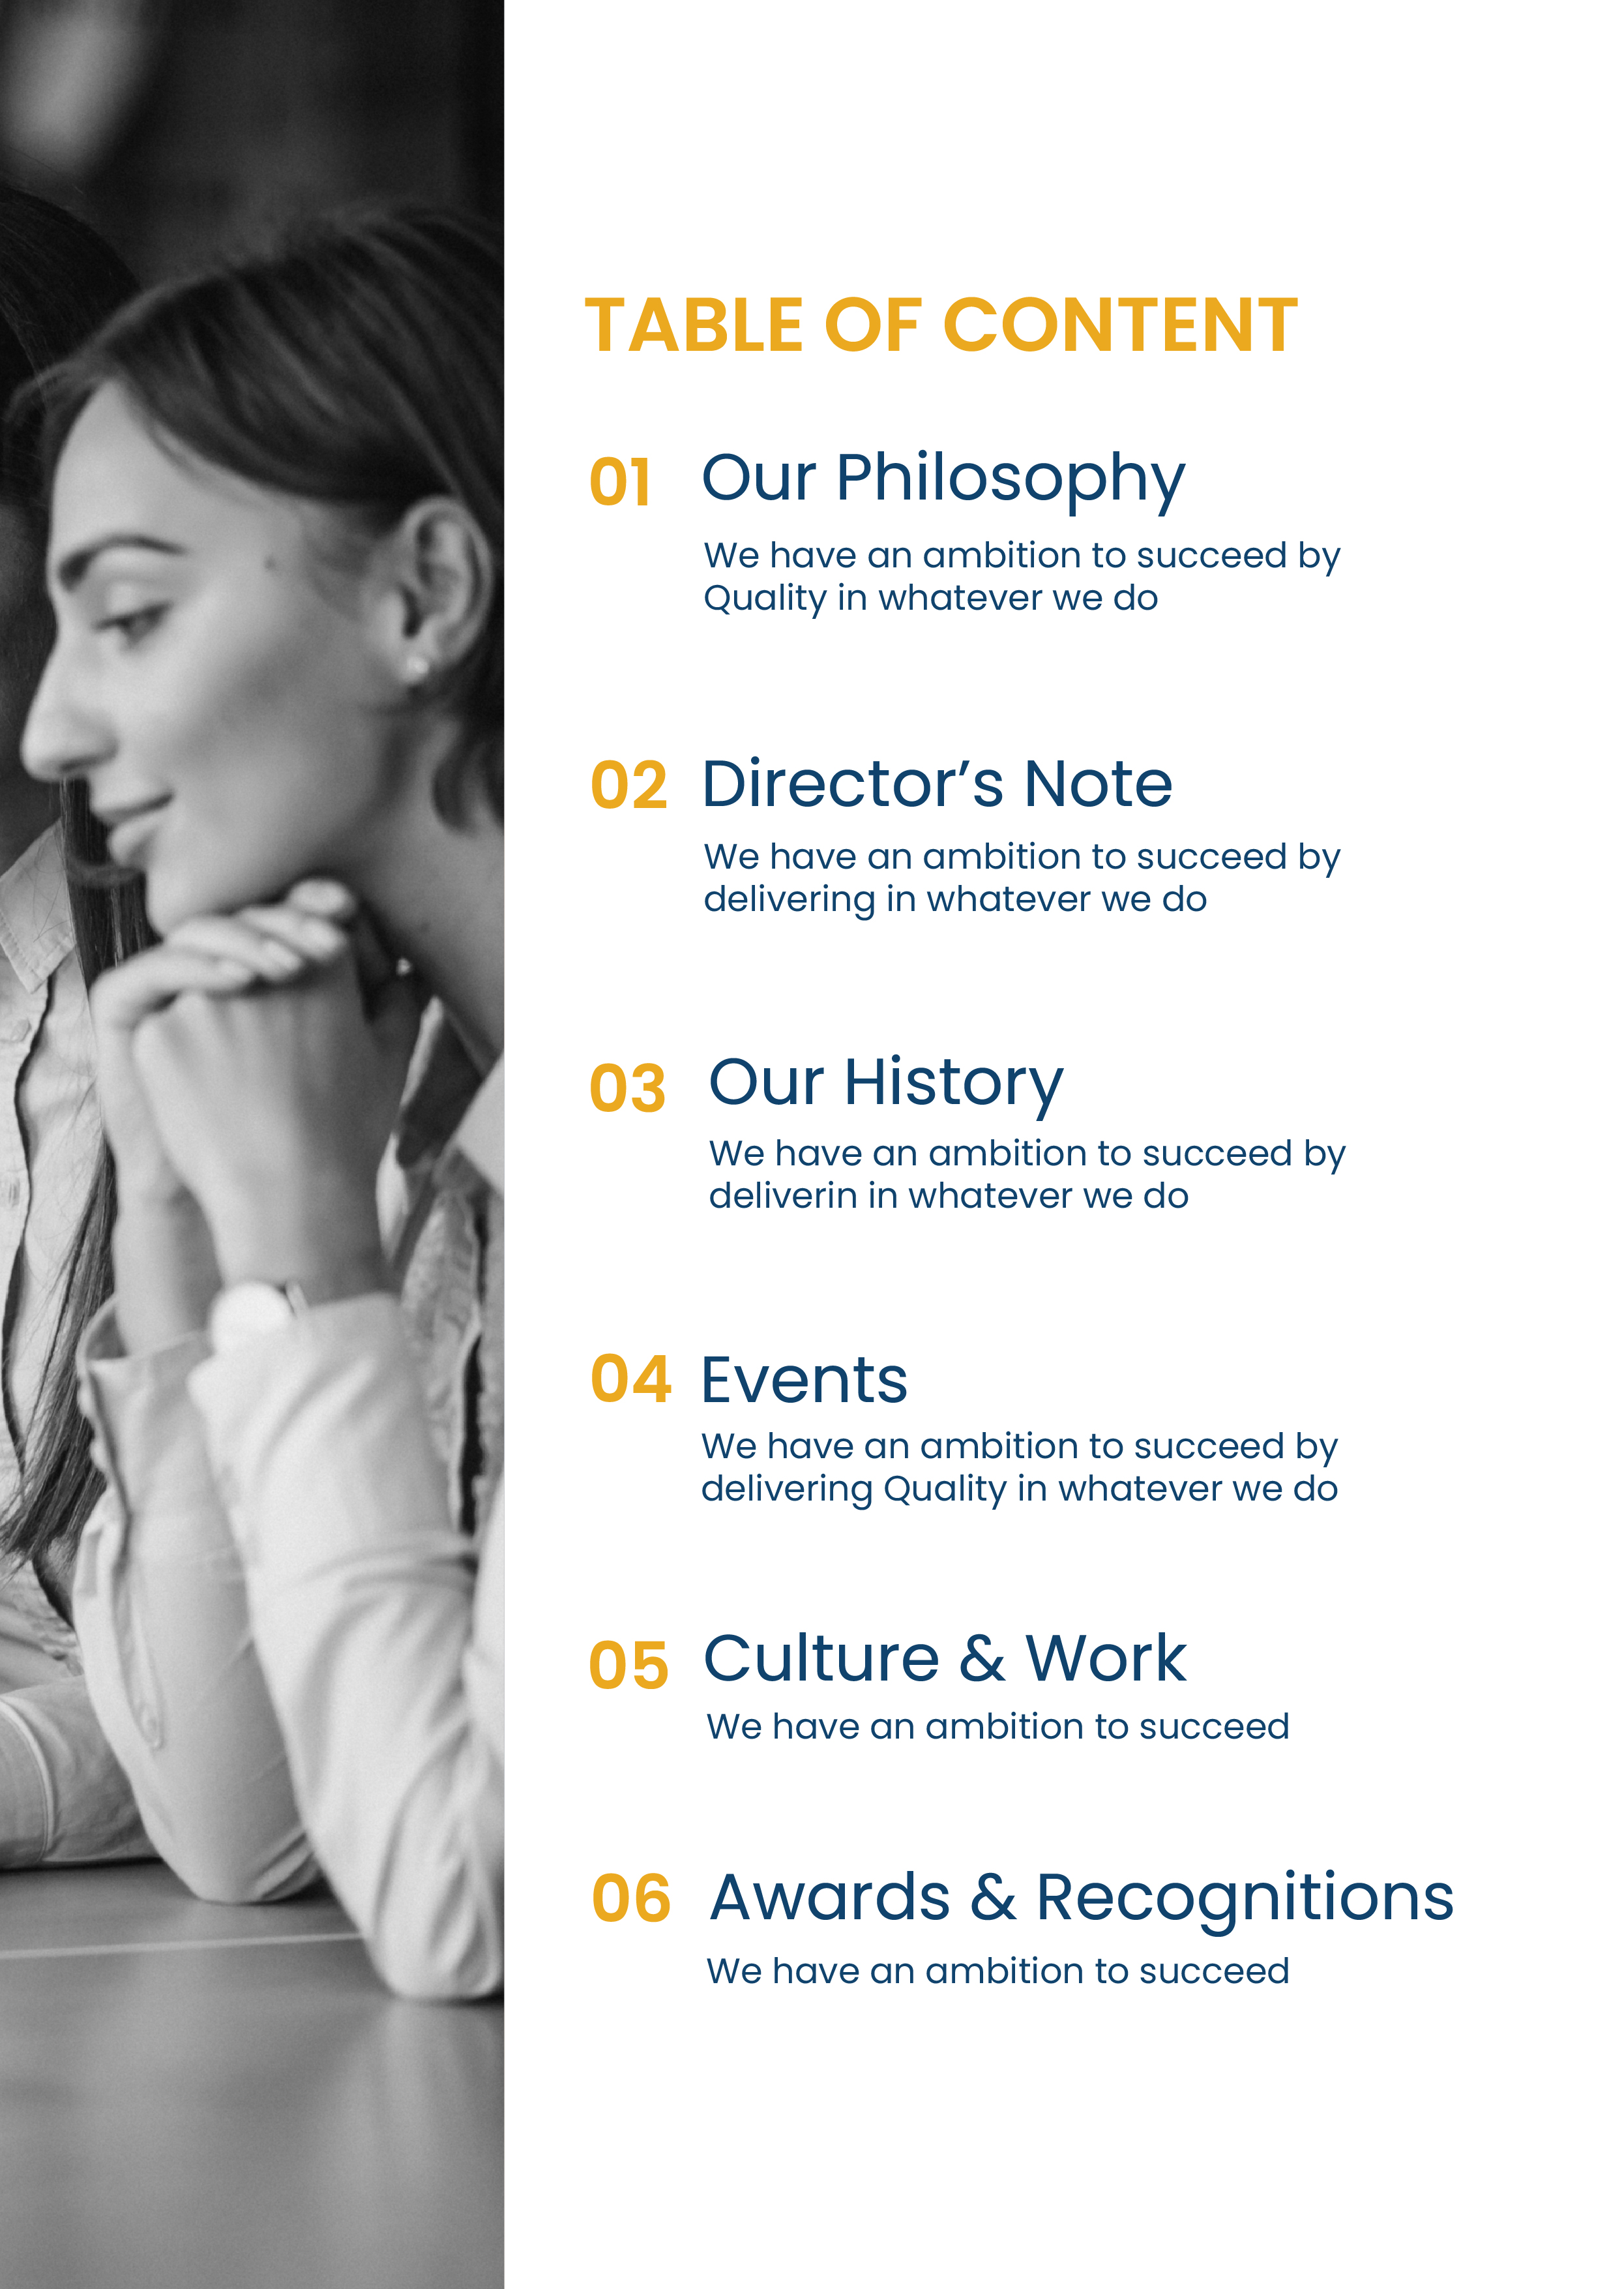 TABLE OF CONTENT
01 Our Philosophy
We have an ambition to succeed by
Quality in whatever we do
02 Director’s Note
We have an ambition to succeed by
delivering in whatever we do
03 Our History
We have an ambition to succeed by
deliverin in whatever we do
04 Events
We have an ambition to succeed by
delivering Quality in whatever we do
05 Culture & Work
We have an ambition to succeed
06 Awards & Recognitions
We have an ambition to succeed